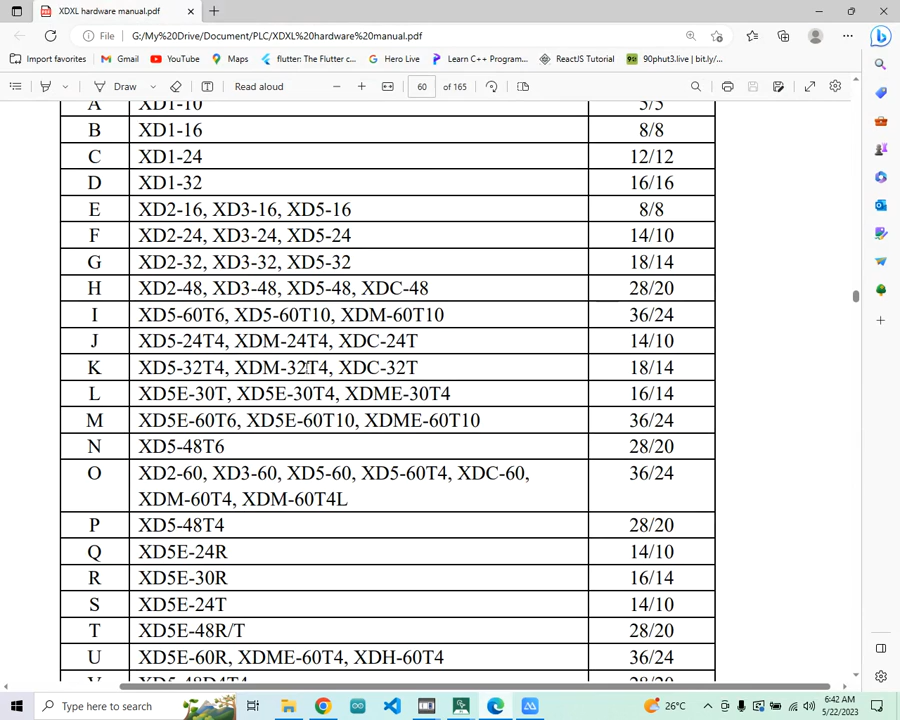 XDXL hardware manual.pdf
File G:/My%20Drive/Document/PLC/XDXL%20hardware%20manual.pdf
Import favorites Gmail YouTube Maps flutter: The Flutter c... Hero Live Learn C++ Program... ReactJS Tutorial 90phut3.live | bit.ly/...
Draw Read aloud 60 of 165
A XD1-10 5/5
B XD1-16 8/8
C XD1-24 12/12
D XD1-32 16/16
E XD2-16, XD3-16, XD5-16 8/8
F XD2-24, XD3-24, XD5-24 14/10
G XD2-32, XD3-32, XD5-32 18/14
H XD2-48, XD3-48, XD5-48, XDC-48 28/20
I XD5-60T6, XD5-60T10, XDM-60T10 36/24
J XD5-24T4, XDM-24T4, XDC-24T 14/10
K XD5-32T4, XDM-32T4, XDC-32T 18/14
L XD5E-30T, XD5E-30T4, XDME-30T4 16/14
M XD5E-60T6, XD5E-60T10, XDME-60T10 36/24
N XD5-48T6 28/20
O XD2-60, XD3-60, XD5-60, XD5-60T4, XDC-60, 36/24
XDM-60T4, XDM-60T4L
P XD5-48T4 28/20
Q XD5E-24R 14/10
R XD5E-30R 16/14
S XD5E-24T 14/10
T XD5E-48R/T 28/20
U XD5E-60R, XDME-60T4, XDH-60T4 36/24
V XD5-48D4T4 28/20
Type here to search 26°C 6:42 AM
5/22/2023